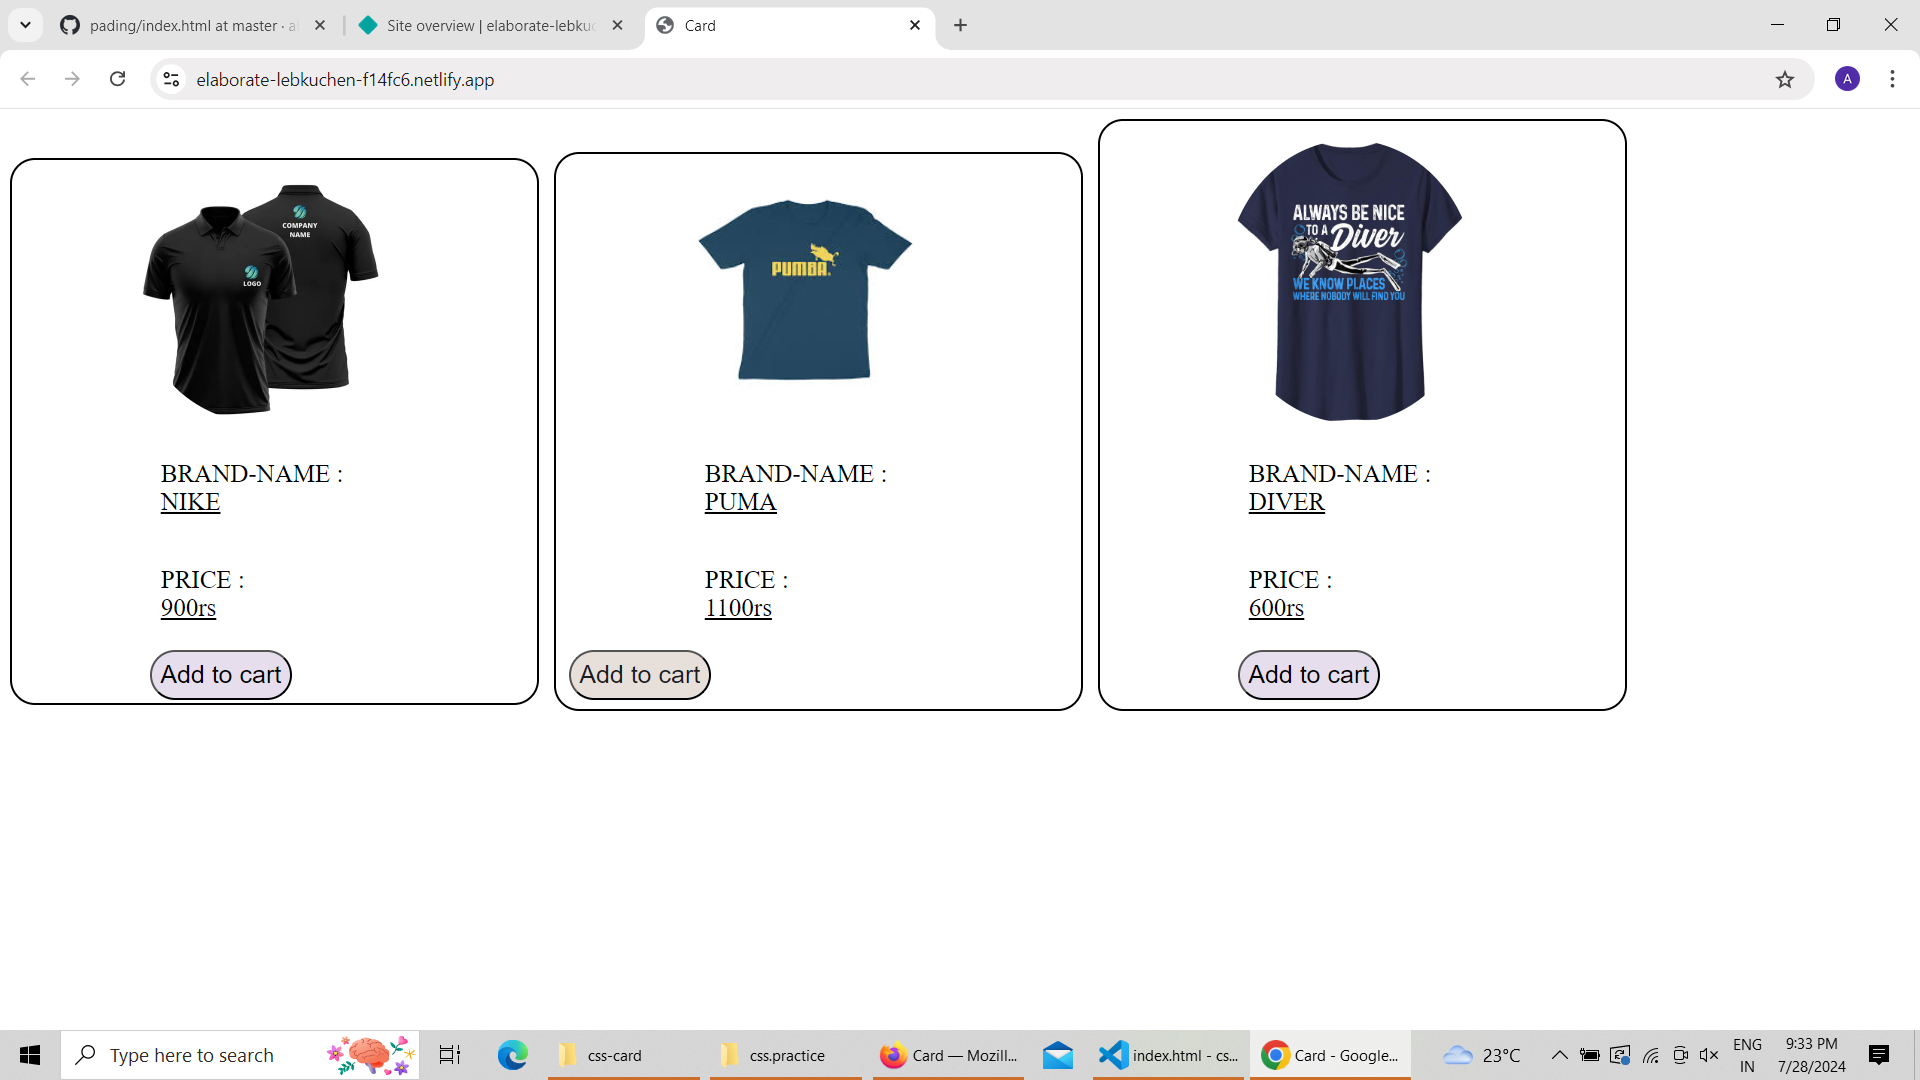 pading/index.html at master · a
Site overview | elaborate-lebkuc
Card
elaborate-lebkuchen-f14fc6.netlify.app
A
COMPANY
NAME
LOGO
BRAND-NAME :
NIKE
PRICE :
900rs
Add to cart
PUMBA
BRAND-NAME :
PUMA
PRICE :
1100rs
Add to cart
ALWAYS BE NICE
TO A Diver
WE KNOW PLACES
WHERE NOBODY WILL FIND YOU
BRAND-NAME :
DIVER
PRICE :
600rs
Add to cart
Type here to search
css-card
css.practice
Card — Mozill...
index.html - cs...
Card - Google...
23°C
ENG
IN
9:33 PM
7/28/2024